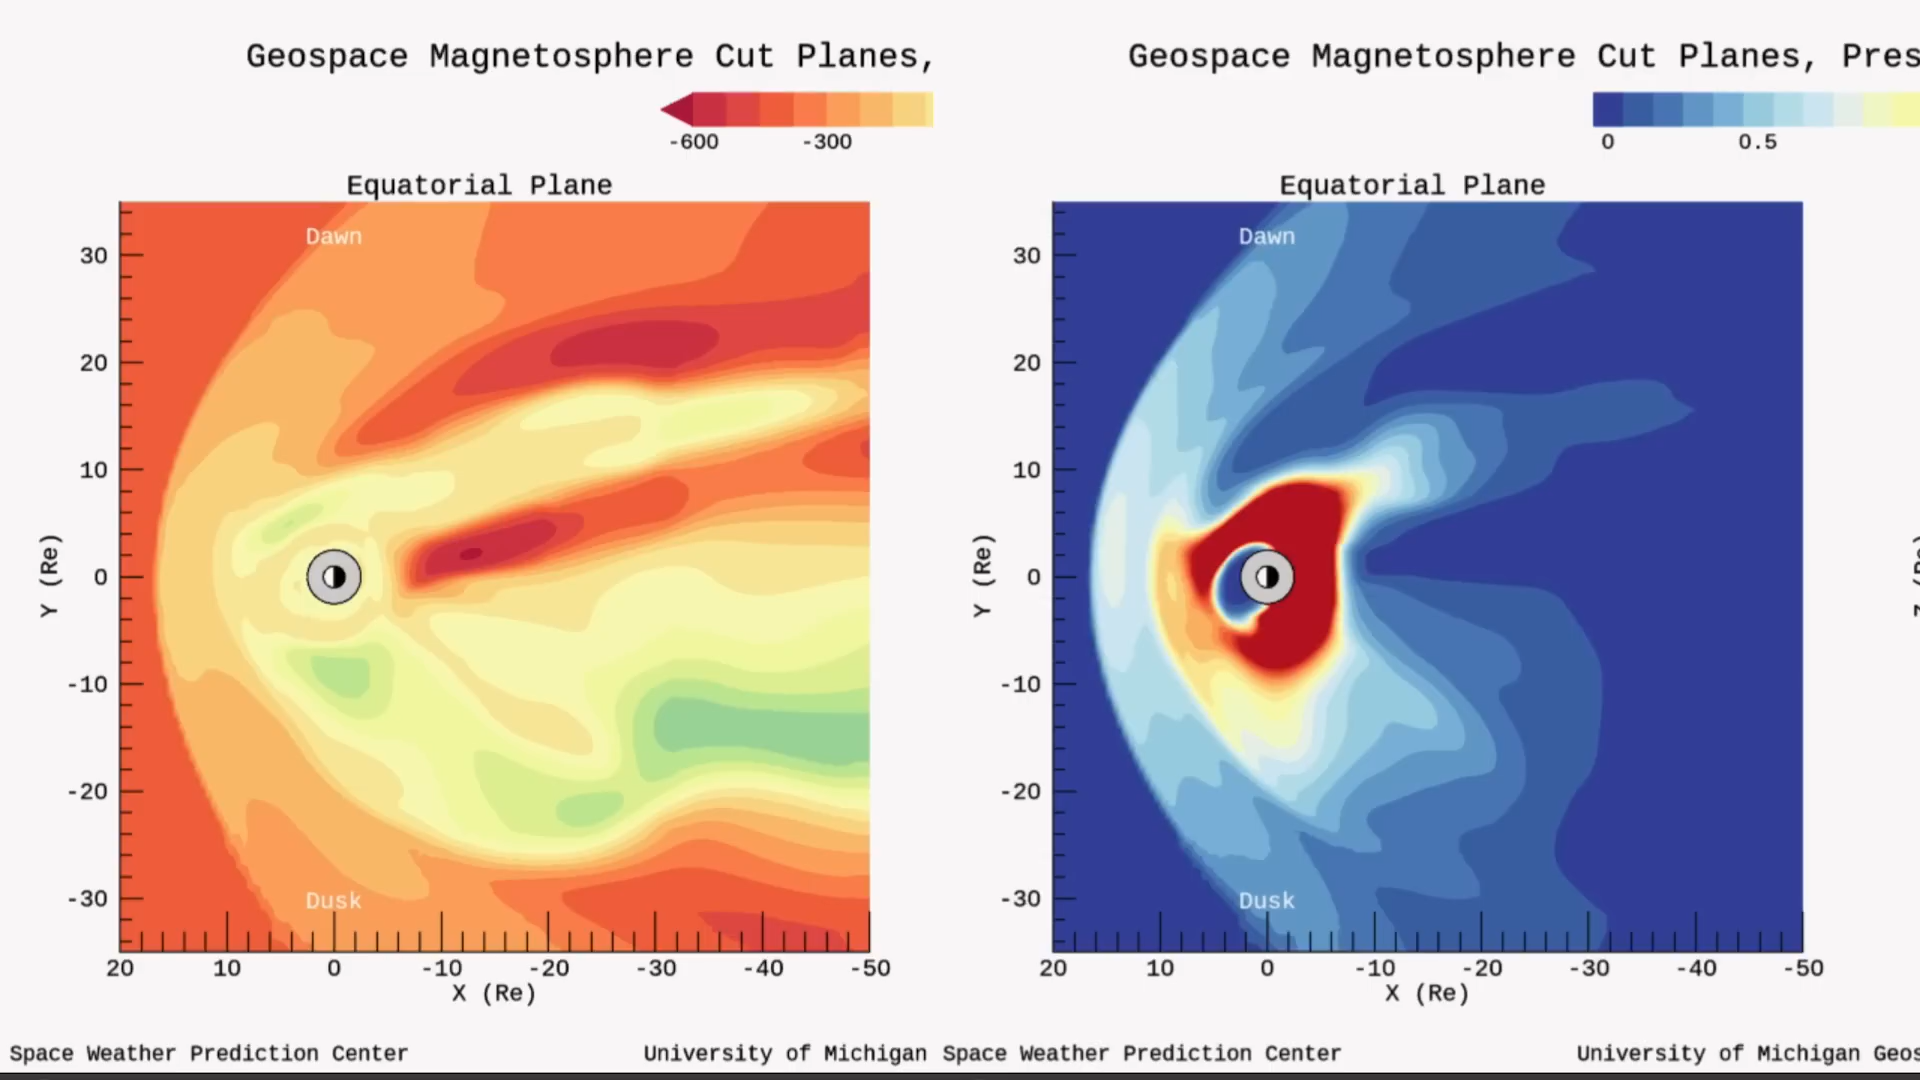 Geospace Magnetosphere Cut Planes,
-600 -300
Equatorial Plane
Dawn
30
20
10
0
-10
-20
-30
Y (Re)
Dusk
20 10 0 -10 -20 -30 -40 -50
X (Re)
Space Weather Prediction Center
University of Michigan
Geospace Magnetosphere Cut Planes, Pres
0 0.5
Equatorial Plane
Dawn
30
20
10
0
-10
-20
-30
Y (Re)
Dusk
20 10 0 -10 -20 -30 -40 -50
X (Re)
Space Weather Prediction Center
University of Michigan Geos